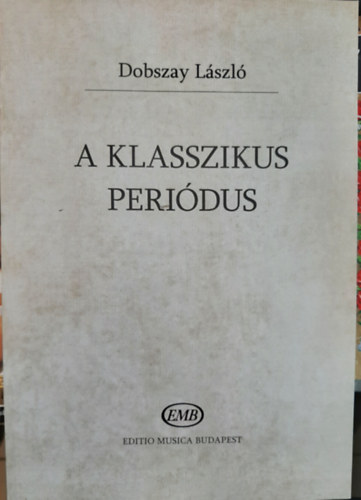 Dobszay László
A KLASSZIKUS
PERIÓDUS
EMB
EDITIO MUSICA BUDAPEST